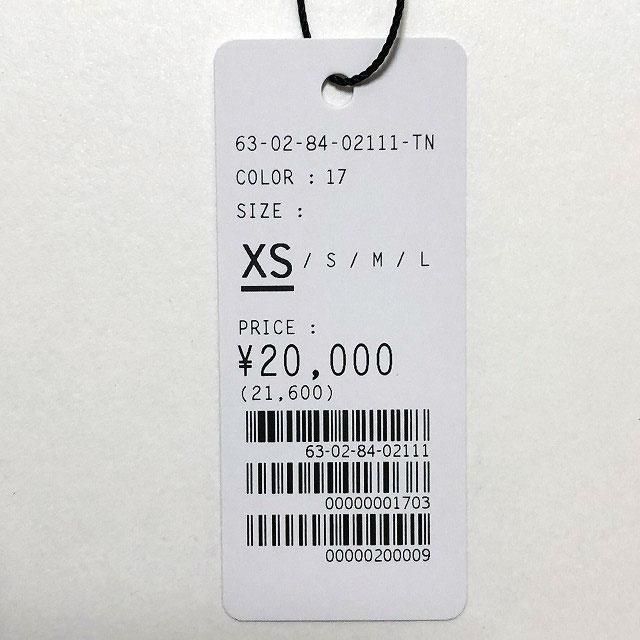 63-02-84-02111-TN
COLOR : 17
SIZE :
XS / S / M / L
PRICE :
¥20,000
(21,600)
63-02-84-02111
00000001703
00000200009